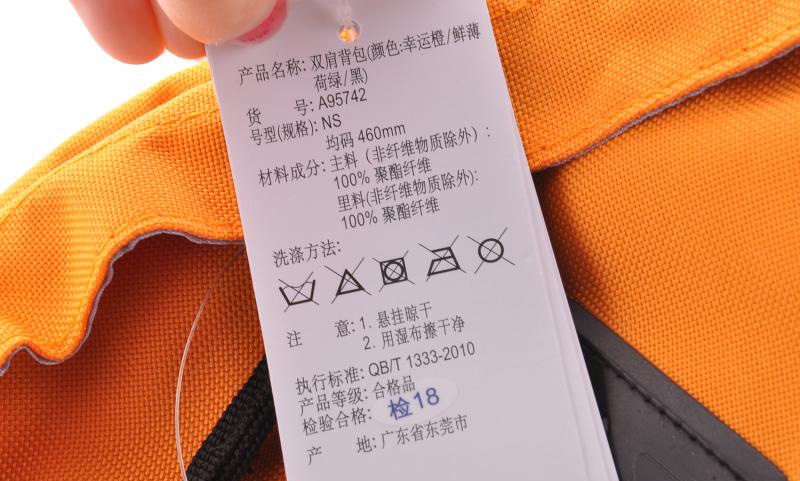 产品名称: 双肩背包(颜色:幸运橙/鲜薄
荷绿/黑)
货 号: A95742
号型(规格): NS
均码 460mm
材料成分: 主料（非纤维物质除外）:
100% 聚酯纤维
里料(非纤维物质除外):
100% 聚酯纤维
洗涤方法:
注 意: 1. 悬挂晾干
2. 用湿布擦干净
执行标准: QB/T 1333-2010
产品等级: 合格品
检验合格: 检18
产 地: 广东省东莞市